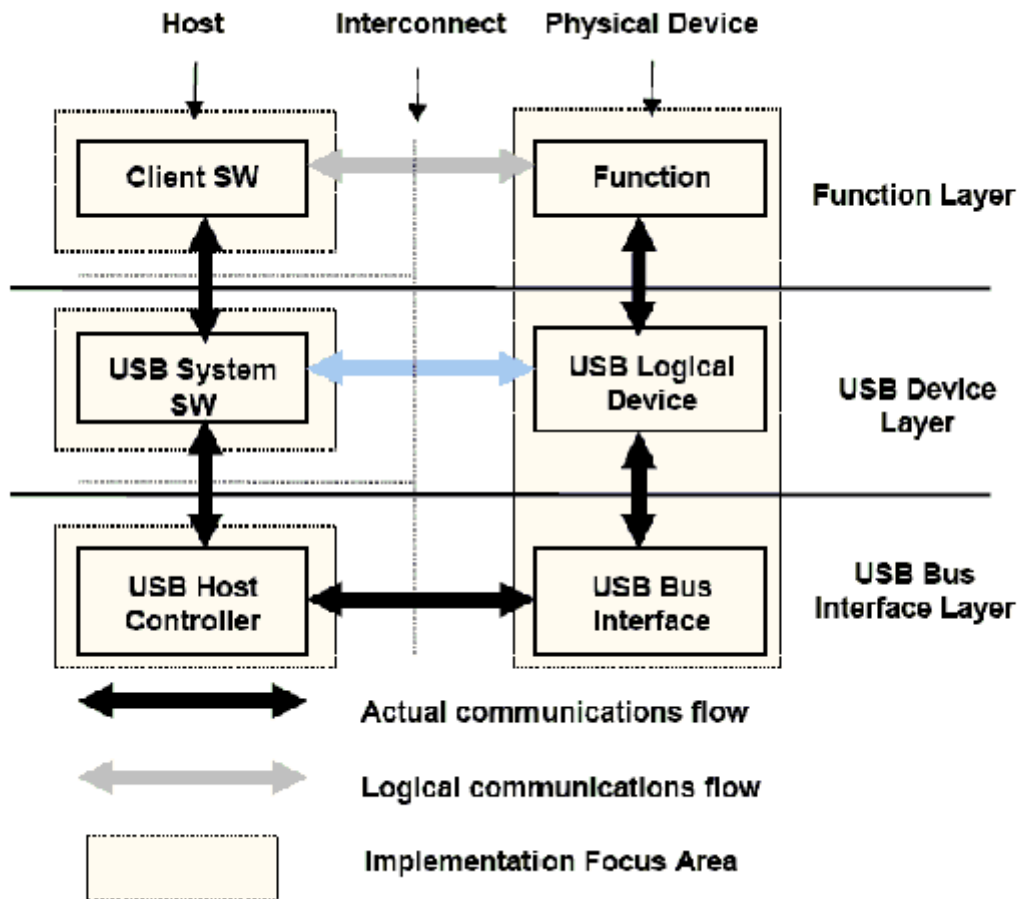 Host
Interconnect
Physical Device
Client SW
Function
Function Layer
USB System
SW
USB Logical
Device
USB Device
Layer
USB Host
Controller
USB Bus
Interface
USB Bus
Interface Layer
Actual communications flow
Logical communications flow
Implementation Focus Area